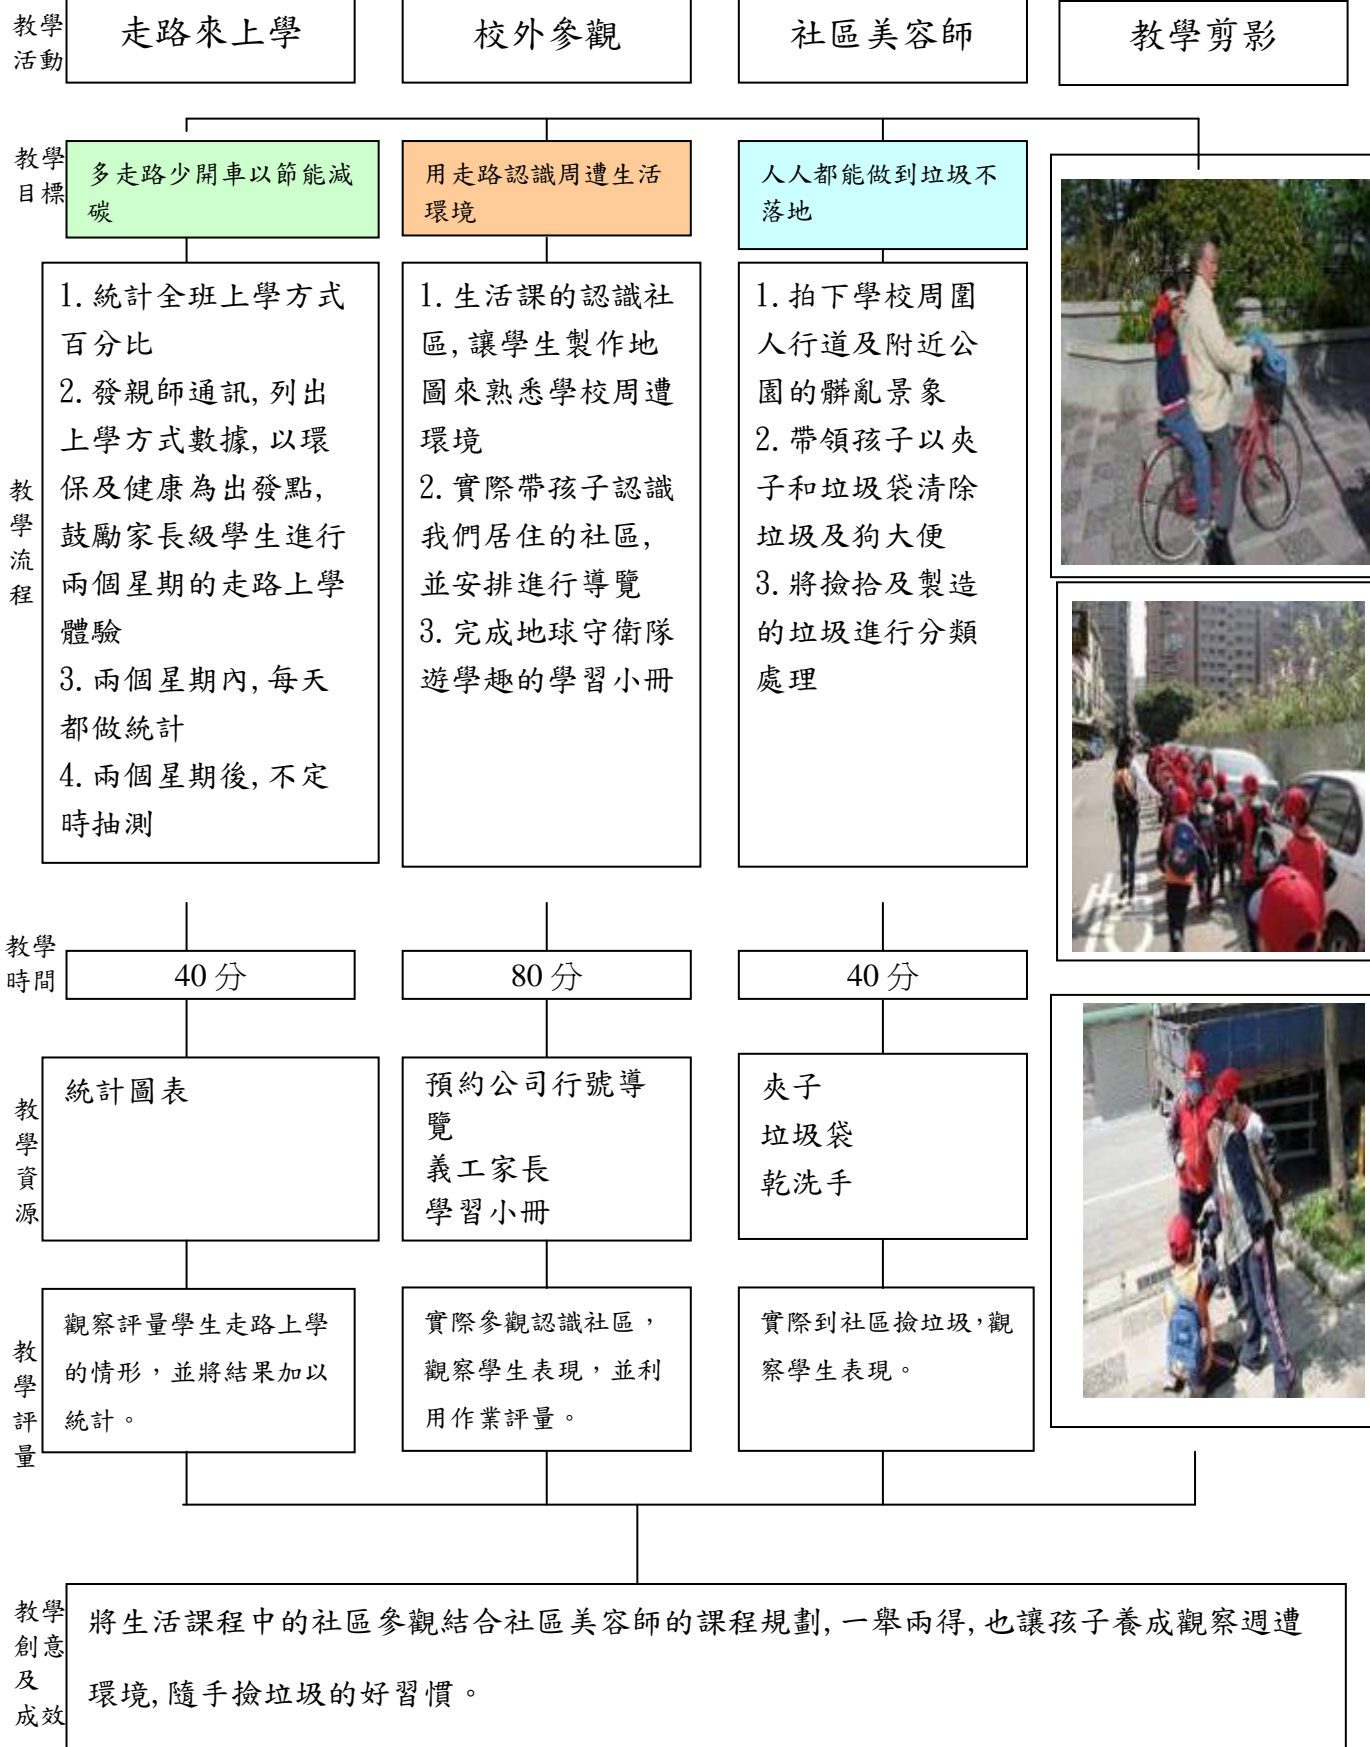 教學
活動
走路來上學
校外參觀
社區美容師
教學剪影
教學
目標
多走路少開車以節能減
碳
用走路認識周遭生活
環境
人人都能做到垃圾不
落地
教
學
流
程
1. 統計全班上學方式
百分比
2. 發親師通訊, 列出
上學方式數據, 以環
保及健康為出發點,
鼓勵家長級學生進行
兩個星期的走路上學
體驗
3. 兩個星期內, 每天
都做統計
4. 兩個星期後, 不定
時抽測
1. 生活課的認識社
區, 讓學生製作地
圖來熟悉學校周遭
環境
2. 實際帶孩子認識
我們居住的社區,
並安排進行導覽
3. 完成地球守衛隊
遊學趣的學習小冊
1. 拍下學校周圍
人行道及附近公
園的髒亂景象
2. 帶領孩子以夾
子和垃圾袋清除
垃圾及狗大便
3. 將撿拾及製造
的垃圾進行分類
處理
教學
時間
40 分
80 分
40 分
教
學
資
源
統計圖表
預約公司行號導
覽
義工家長
學習小冊
夾子
垃圾袋
乾洗手
教
學
評
量
觀察評量學生走路上學
的情形，並將結果加以
統計。
實際參觀認識社區，
觀察學生表現，並利
用作業評量。
實際到社區撿垃圾，觀
察學生表現。
教學
創意
及
成效
將生活課程中的社區參觀結合社區美容師的課程規劃, 一舉兩得, 也讓孩子養成觀察週遭
環境, 隨手撿垃圾的好習慣。